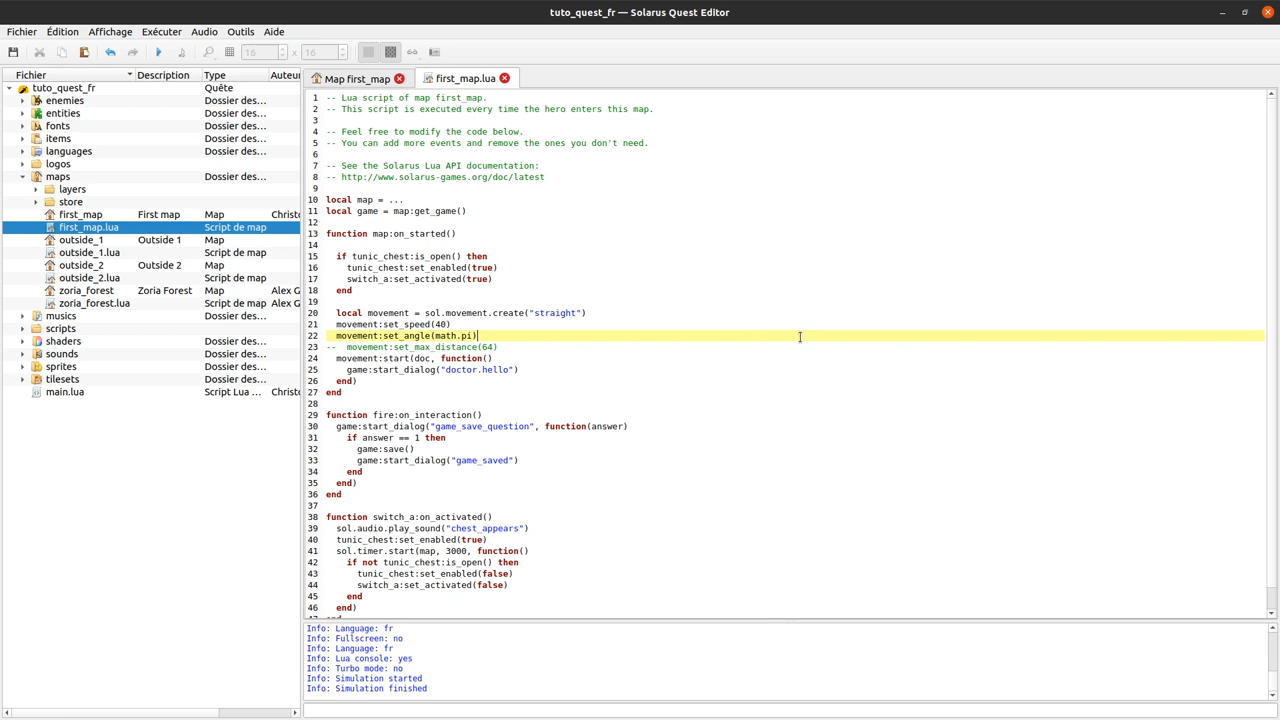 tuto_quest_fr — Solarus Quest Editor
Fichier Édition Affichage Exécuter Audio Outils Aide
16 x 16
Fichier Description Type Auteu
tuto_quest_fr Quête
enemies Dossier des…
entities Dossier des…
fonts Dossier des…
items Dossier des…
languages Dossier des…
logos Dossier des…
maps Dossier des…
layers Dossier des…
store Dossier des…
first_map First map Map Christo
first_map.lua Script de map
outside_1 Outside 1 Map
outside_1.lua Script de map
outside_2 Outside 2 Map
outside_2.lua Script de map
zoria_forest Zoria Forest Map Alex G
zoria_forest.lua Script de map Alex G
musics Dossier des…
scripts Dossier des…
shaders Dossier des…
sounds Dossier des…
sprites Dossier des…
tilesets Dossier des…
main.lua Script Lua … Christo
Map first_map first_map.lua
1 -- Lua script of map first_map.
2 -- This script is executed every time the hero enters this map.
3
4 -- Feel free to modify the code below.
5 -- You can add more events and remove the ones you don't need.
6
7 -- See the Solarus Lua API documentation:
8 -- http://www.solarus-games.org/doc/latest
9
10 local map = ...
11 local game = map:get_game()
12
13 function map:on_started()
14
15 if tunic_chest:is_open() then
16 tunic_chest:set_enabled(true)
17 switch_a:set_activated(true)
18 end
19
20 local movement = sol.movement.create("straight")
21 movement:set_speed(40)
22 movement:set_angle(math.pi)
23 -- movement:set_max_distance(64)
24 movement:start(doc, function()
25 game:start_dialog("doctor.hello")
26 end)
27 end
28
29 function fire:on_interaction()
30 game:start_dialog("game_save_question", function(answer)
31 if answer == 1 then
32 game:save()
33 game:start_dialog("game_saved")
34 end
35 end)
36 end
37
38 function switch_a:on_activated()
39 sol.audio.play_sound("chest_appears")
40 tunic_chest:set_enabled(true)
41 sol.timer.start(map, 3000, function()
42 if not tunic_chest:is_open() then
43 tunic_chest:set_enabled(false)
44 switch_a:set_activated(false)
45 end
46 end)
Info: Language: fr
Info: Fullscreen: no
Info: Language: fr
Info: Lua console: yes
Info: Turbo mode: no
Info: Simulation started
Info: Simulation finished